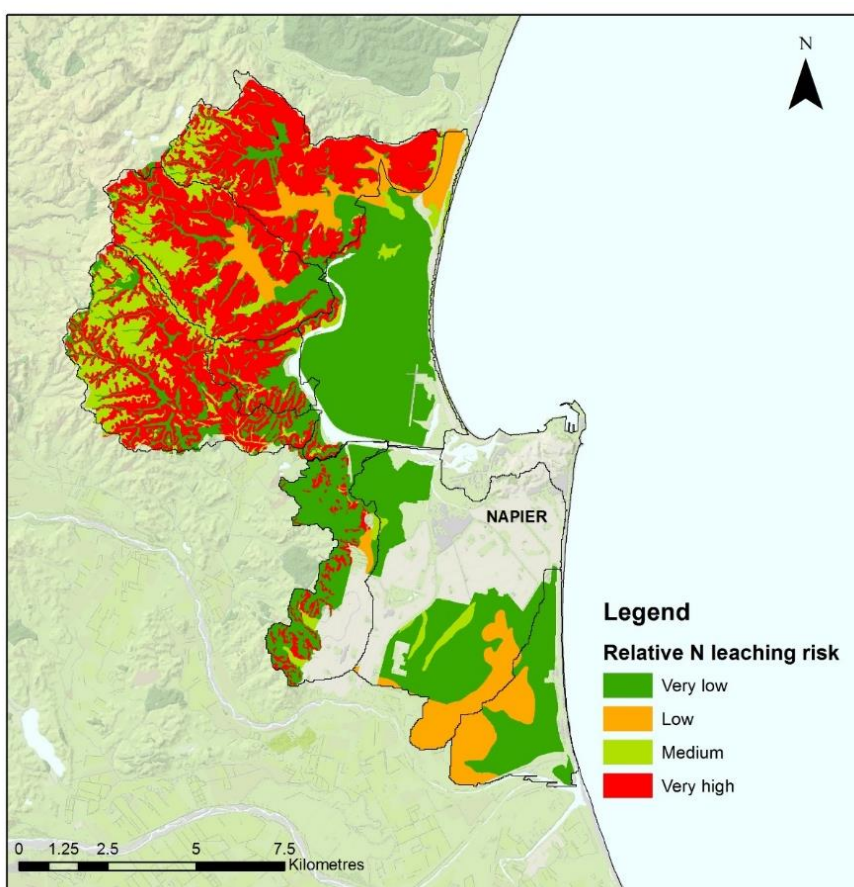 N
NAPIER
Legend
Relative N leaching risk
Very low
Low
Medium
Very high
0 1.25 2.5 5 7.5
Kilometres